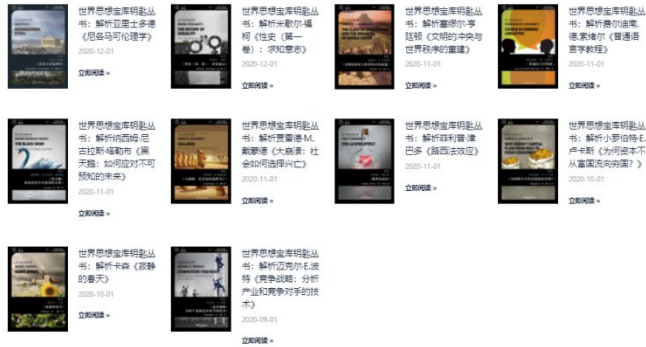 世界思想宝库钥匙丛
书：解析亚里士多德
《尼各马可伦理学》
2020-12-01
立即阅读 »
世界思想宝库钥匙丛
书：解析米歇尔·福
柯《性史（第一
卷）：求知意志》
2020-12-01
立即阅读 »
世界思想宝库钥匙丛
书：解析塞缪尔·亨
廷顿《文明的冲突与
世界秩序的重建》
2020-11-01
立即阅读 »
世界思想宝库钥匙丛
书：解析费尔迪南.
德.索绪尔《普通语
言学教程》
2020-11-01
立即阅读 »
世界思想宝库钥匙丛
书：解析纳西姆·尼
古拉斯·塔勒布《黑
天鹅：如何应对不可
预知的未来》
2020-11-01
立即阅读 »
THE BLACK SWAN
世界思想宝库钥匙丛
书：解析贾雷德·M.
戴蒙德《大崩溃：社
会如何选择兴亡》
2020-11-01
立即阅读 »
COLLAPSE
世界思想宝库钥匙丛
书：解析菲利普·津
巴多《路西法效应》
2020-11-01
立即阅读 »
THE LUCIFER EFFECT
世界思想宝库钥匙丛
书：解析小罗伯特·E.
卢卡斯《为何资本不
从富国流向穷国？》
2020-10-01
立即阅读 »
世界思想宝库钥匙丛
书：解析卡森《寂静
的春天》
2020-10-01
立即阅读 »
世界思想宝库钥匙丛
书：解析迈克尔·E.波
特《竞争战略：分析
产业和竞争对手的技
术》
2020-09-01
立即阅读 »